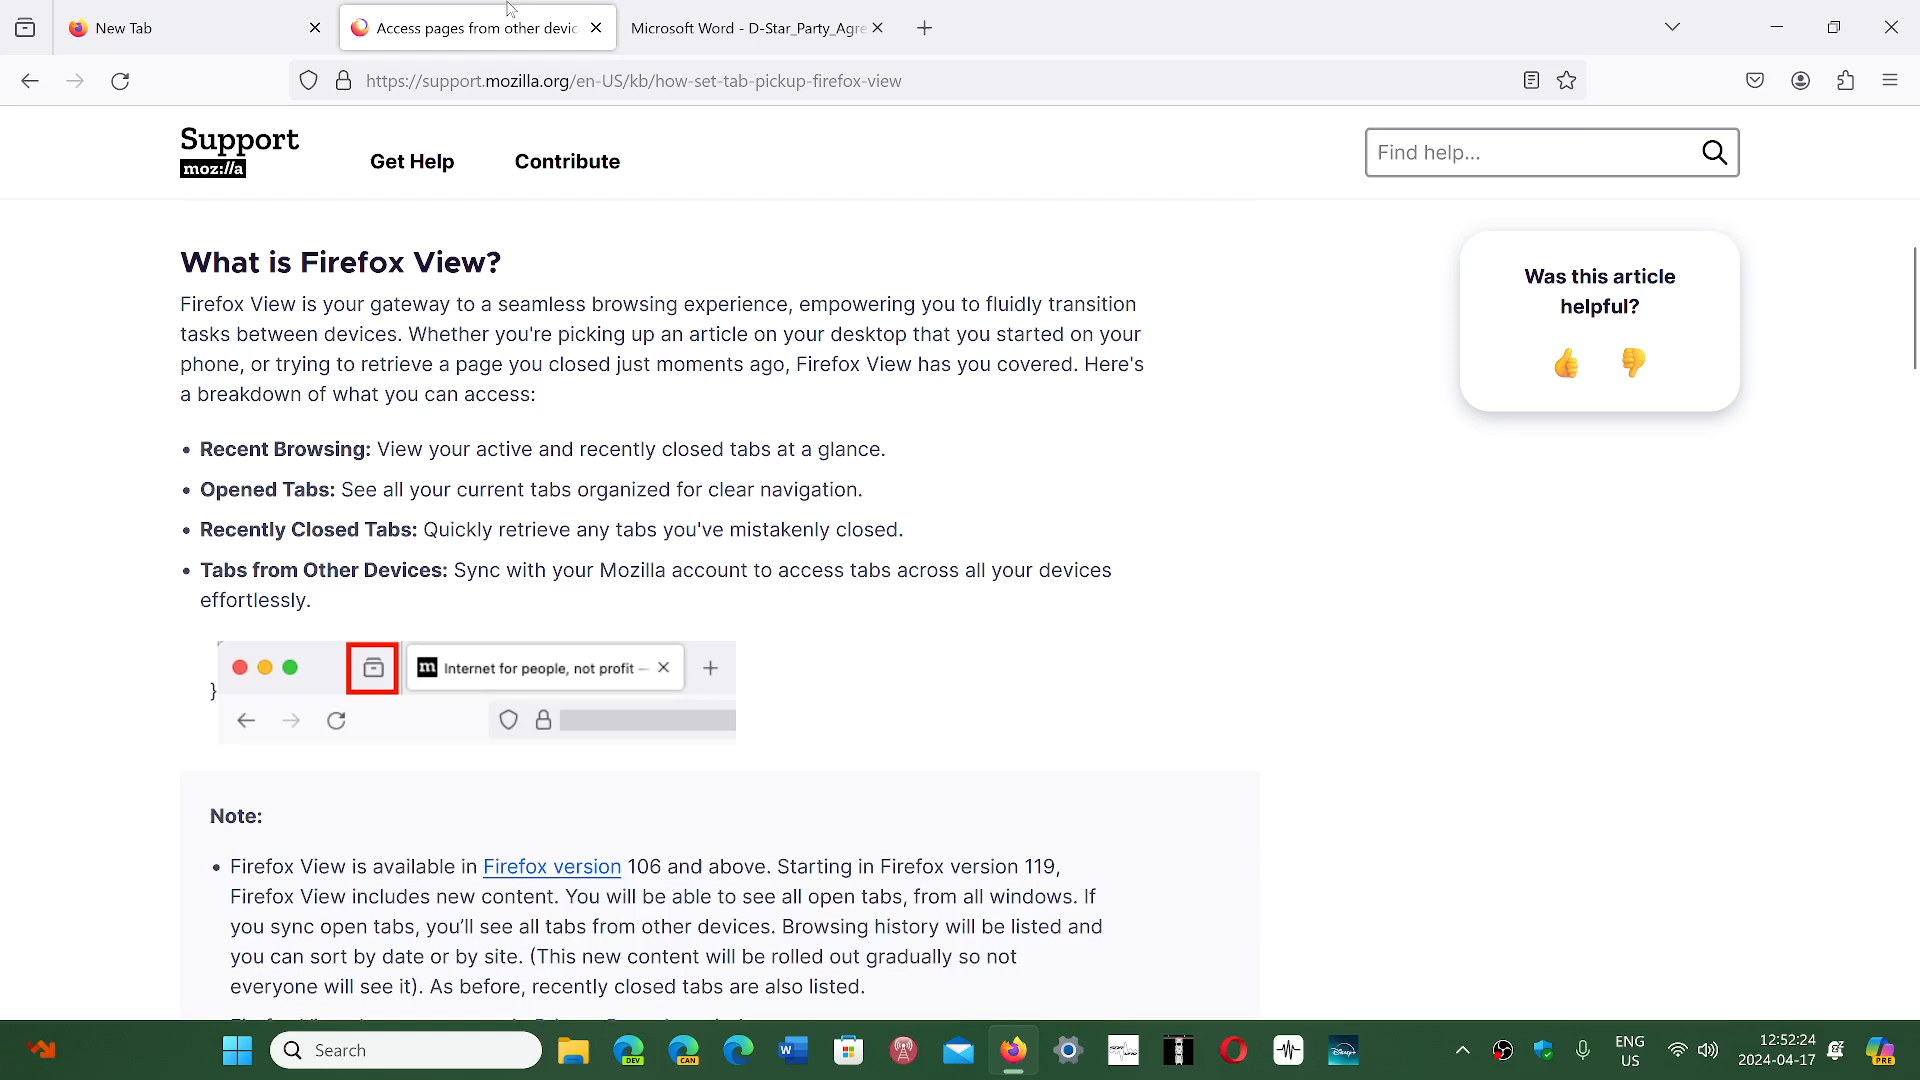 New Tab
Access pages from other devic
Microsoft Word - D-Star_Party_Agre
https://support.mozilla.org/en-US/kb/how-set-tab-pickup-firefox-view
Support
moz://a
Get Help
Contribute
Find help...
What is Firefox View?
Firefox View is your gateway to a seamless browsing experience, empowering you to fluidly transition
tasks between devices. Whether you're picking up an article on your desktop that you started on your
phone, or trying to retrieve a page you closed just moments ago, Firefox View has you covered. Here's
a breakdown of what you can access:
• Recent Browsing: View your active and recently closed tabs at a glance.
• Opened Tabs: See all your current tabs organized for clear navigation.
• Recently Closed Tabs: Quickly retrieve any tabs you've mistakenly closed.
• Tabs from Other Devices: Sync with your Mozilla account to access tabs across all your devices
effortlessly.
m Internet for people, not profit —
}
Note:
• Firefox View is available in Firefox version 106 and above. Starting in Firefox version 119,
Firefox View includes new content. You will be able to see all open tabs, from all windows. If
you sync open tabs, you'll see all tabs from other devices. Browsing history will be listed and
you can sort by date or by site. (This new content will be rolled out gradually so not
everyone will see it). As before, recently closed tabs are also listed.
Was this article
helpful?
Search
DEV
CAN
W
Disney+
ENG
US
12:52:24
2024-04-17
PRE